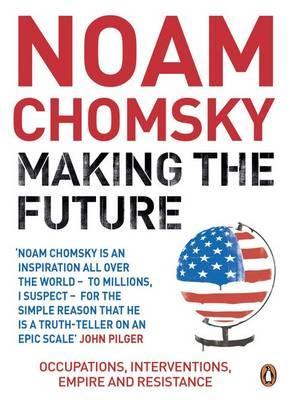 NOAM
CHOMSKY
MAKING THE
FUTURE
'NOAM CHOMSKY IS AN
INSPIRATION ALL OVER
THE WORLD – TO MILLIONS,
I SUSPECT – FOR THE
SIMPLE REASON THAT HE
IS A TRUTH-TELLER ON AN
EPIC SCALE' JOHN PILGER
OCCUPATIONS, INTERVENTIONS,
EMPIRE AND RESISTANCE